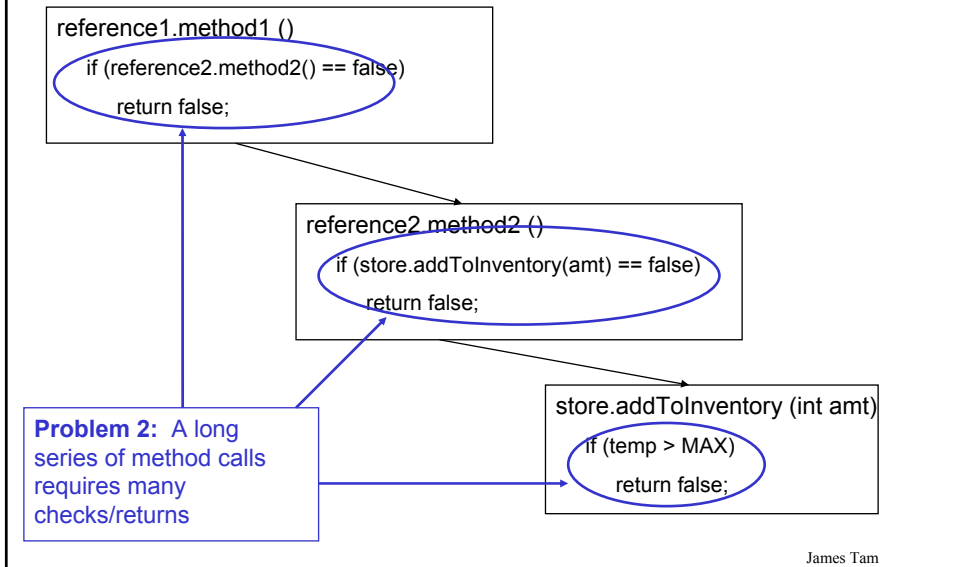 reference1.method1 ()
if (reference2.method2() == false)
return false;
reference2.method2 ()
if (store.addToInventory(amt) == false)
return false;
store.addToInventory (int amt)
if (temp > MAX)
return false;
Problem 2: A long
series of method calls
requires many
checks/returns
James Tam